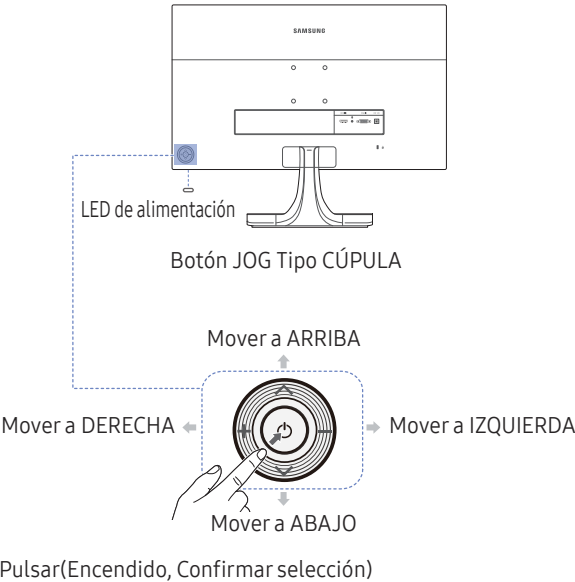 SAMSUNG
LED de alimentación
Botón JOG Tipo CÚPULA
Mover a ARRIBA
Mover a DERECHA
Mover a IZQUIERDA
Mover a ABAJO
Pulsar(Encendido, Confirmar selección)